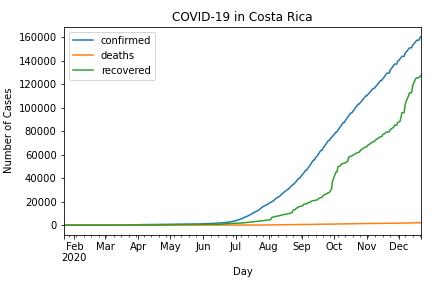 COVID-19 in Costa Rica
confirmed
deaths
recovered
Number of Cases
160000
140000
120000
100000
80000
60000
40000
20000
0
Feb Mar Apr May Jun Jul Aug Sep Oct Nov Dec
2020
Day